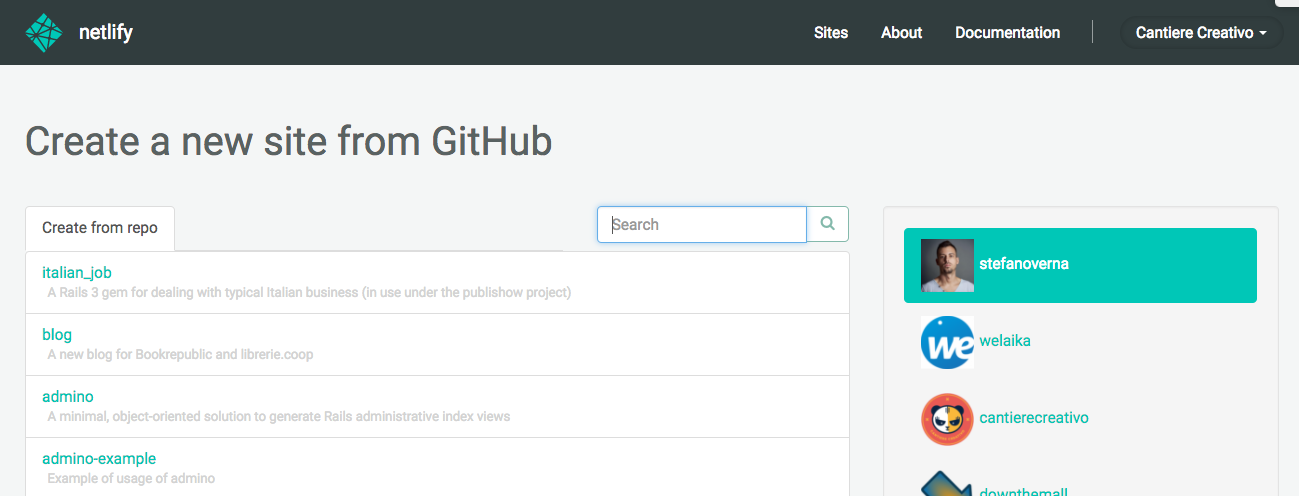 netlify
Sites
About
Documentation
Cantiere Creativo
Create a new site from GitHub
Create from repo
Search
italian_job
A Rails 3 gem for dealing with typical Italian business (in use under the publishow project)
blog
A new blog for Bookrepublic and librerie.coop
admino
A minimal, object-oriented solution to generate Rails administrative index views
admino-example
Example of usage of admino
stefanoverna
we
welaika
cantierecreativo
downthemall